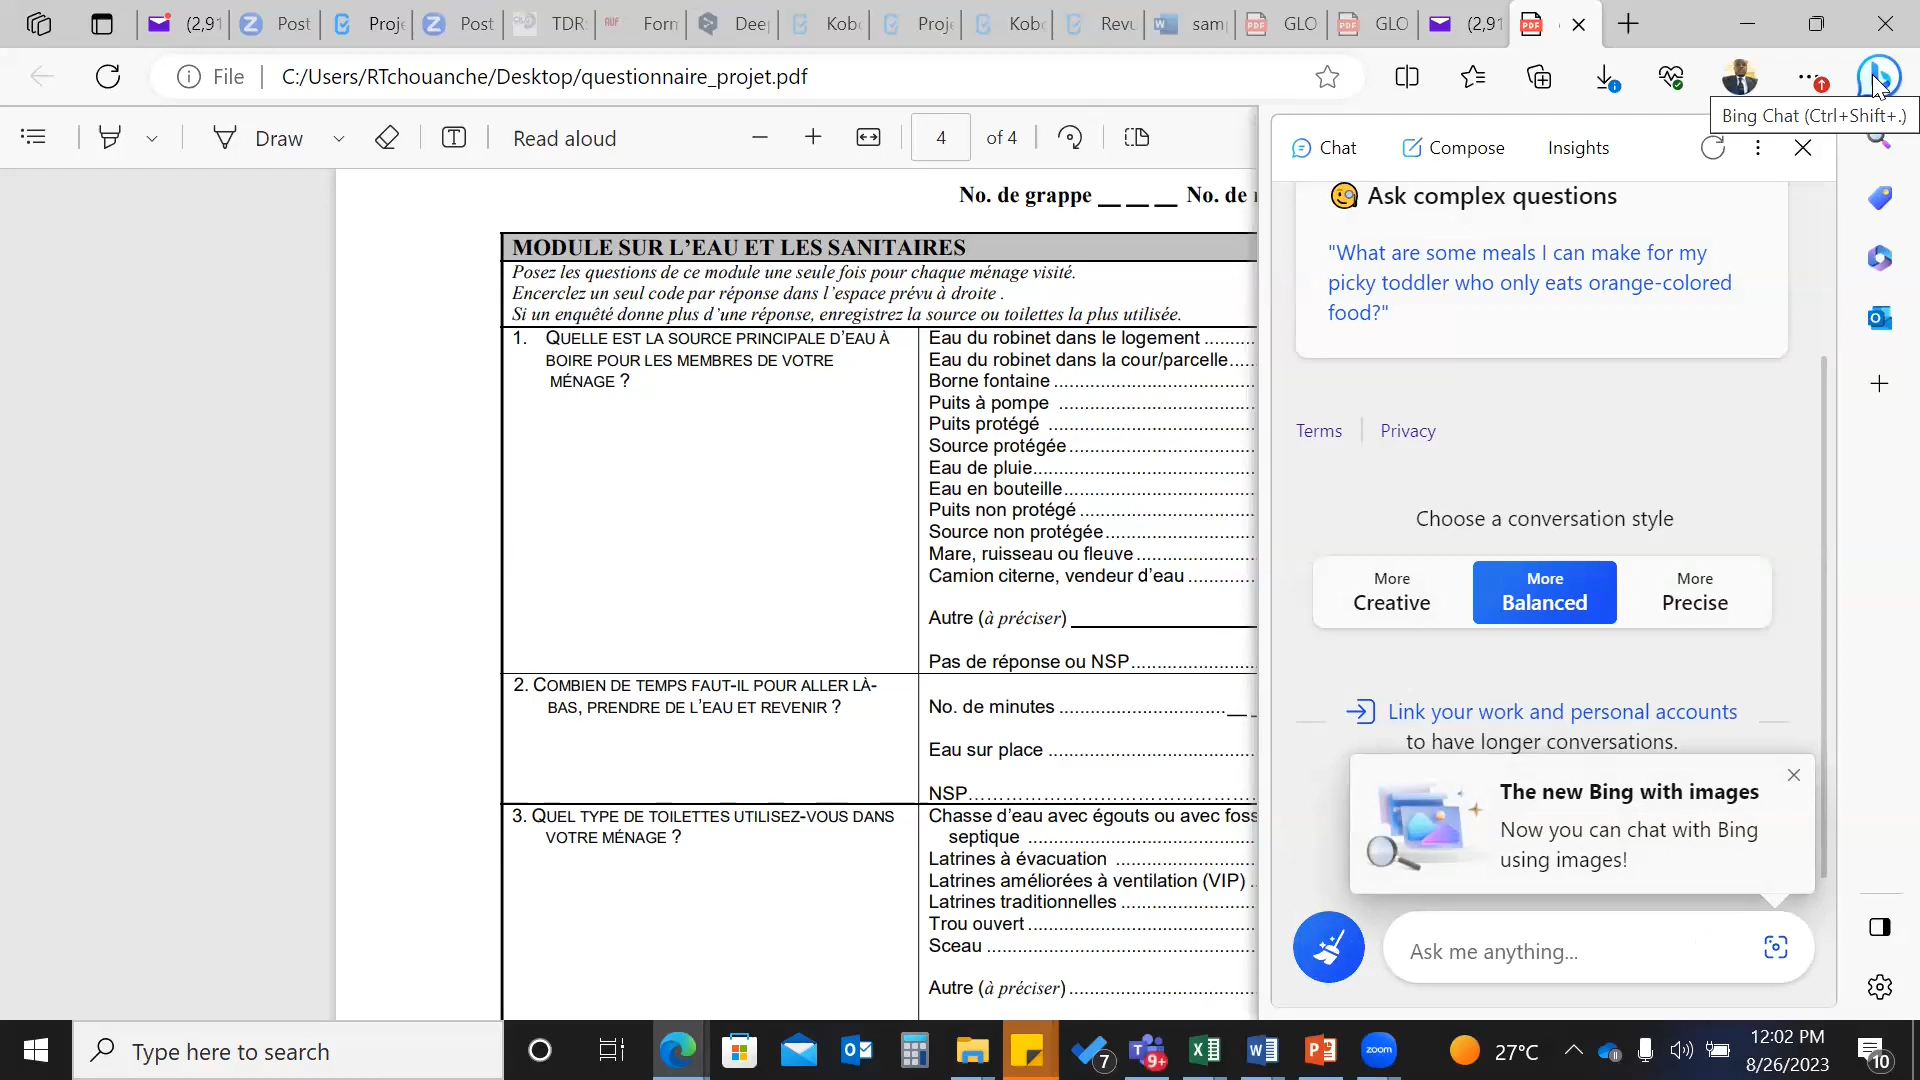 (2,91
Post
Proj
Post
TDR
Form
Dee
Kob
Proj
Kob
Revu
sam
GLO
GLO
(2,91
File
C:/Users/RTchouanche/Desktop/questionnaire_projet.pdf
Bing Chat (Ctrl+Shift+.)
Draw
Read aloud
4
of 4
Chat
Compose
Insights
No. de grappe __ __ __ No. de
MODULE SUR L'EAU ET LES SANITAIRES
Posez les questions de ce module une seule fois pour chaque ménage visité.
Encerclez un seul code par réponse dans l'espace prévu à droite .
Si un enquêté donne plus d'une réponse, enregistrez la source ou toilettes la plus utilisée.
1. QUELLE EST LA SOURCE PRINCIPALE D'EAU À
BOIRE POUR LES MEMBRES DE VOTRE
MÉNAGE ?
Eau du robinet dans le logement ..........
Eau du robinet dans la cour/parcelle.....
Borne fontaine ......................................
Puits à pompe ......................................
Puits protégé .......................................
Source protégée....................................
Eau de pluie..........................................
Eau en bouteille.....................................
Puits non protégé ..................................
Source non protégée..............................
Mare, ruisseau ou fleuve ........................
Camion citerne, vendeur d'eau .............
Autre (à préciser) ____________________
Pas de réponse ou NSP.........................
2. COMBIEN DE TEMPS FAUT-IL POUR ALLER LÀ-
BAS, PRENDRE DE L'EAU ET REVENIR ?
No. de minutes ................................__ _
Eau sur place ........................................
NSP……………………………………………
3. QUEL TYPE DE TOILETTES UTILISEZ-VOUS DANS
VOTRE MÉNAGE ?
Chasse d'eau avec égouts ou avec foss
septique ...........................................
Latrines à évacuation ...........................
Latrines améliorées à ventilation (VIP) ..
Latrines traditionnelles ..........................
Trou ouvert ............................................
Sceau ....................................................
Autre (à préciser)....................................
Ask complex questions
"What are some meals I can make for my
picky toddler who only eats orange-colored
food?"
Terms
Privacy
Choose a conversation style
More
Creative
More
Balanced
More
Precise
Link your work and personal accounts
to have longer conversations.
The new Bing with images
Now you can chat with Bing
using images!
Ask me anything...
Type here to search
7
9+
zoom
27°C
12:02 PM
8/26/2023
10